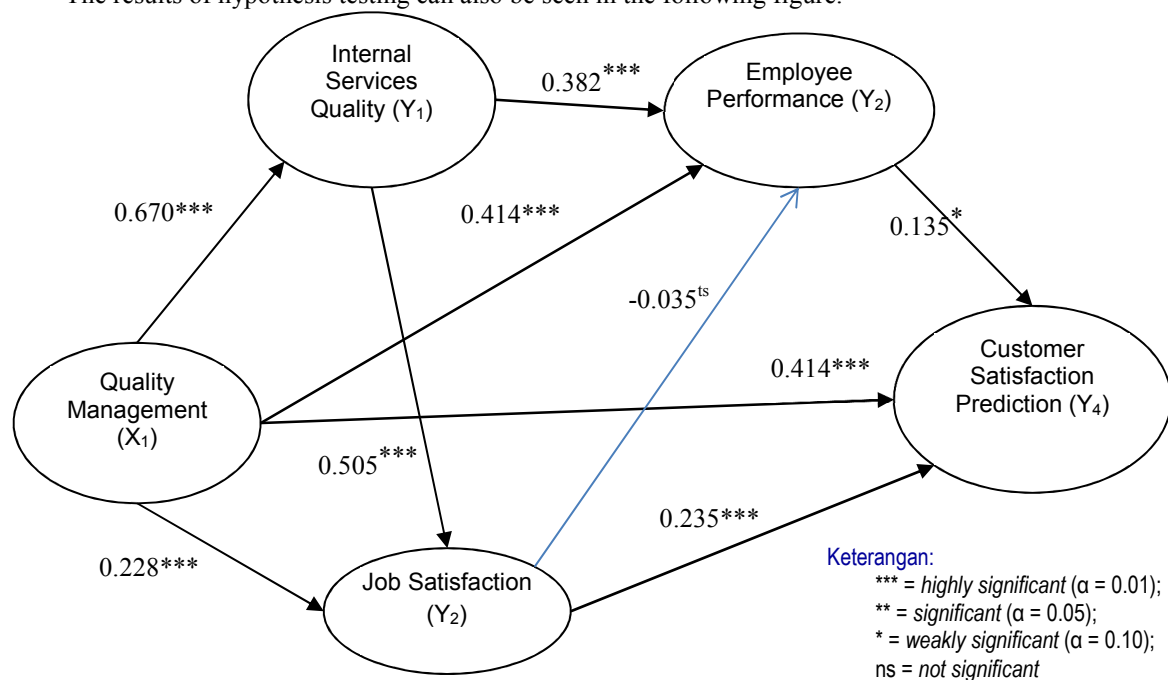 The results of hypothesis testing can also be seen in the following figure.
Internal
Services
Quality (Y₁)
0.382***
Employee
Performance (Y₂)
0.670***
0.414***
0.135*
-0.035ᵗˢ
Quality
Management
(X₁)
0.414***
Customer
Satisfaction
Prediction (Y₄)
0.505***
0.235***
0.228***
Job Satisfaction
(Y₂)
Keterangan:
*** = highly significant (α = 0.01);
** = significant (α = 0.05);
* = weakly significant (α = 0.10);
ns = not significant